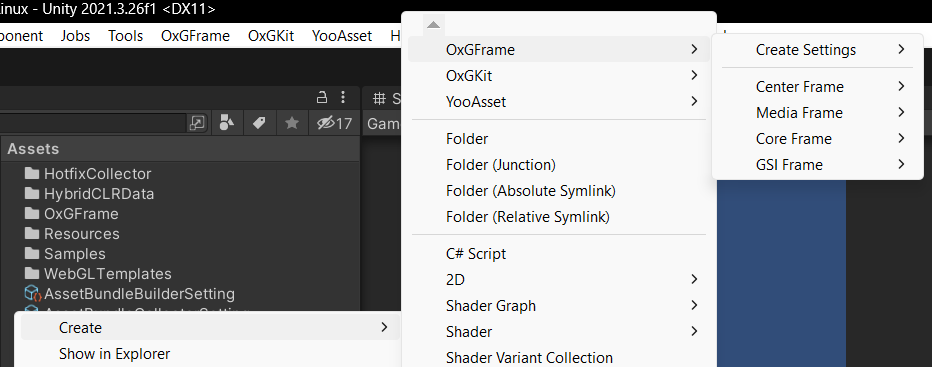 inux - Unity 2021.3.26f1 <DX11>
onent Jobs Tools OxGFrame OxGKit YooAsset H
OxGFrame
OxGKit
YooAsset
Folder
Folder (Junction)
Folder (Absolute Symlink)
Folder (Relative Symlink)
C# Script
2D
Shader Graph
Shader
Shader Variant Collection
Create Settings
Center Frame
Media Frame
Core Frame
GSI Frame
S
17
Gam
Assets
HotfixCollector
HybridCLRData
OxGFrame
Resources
Samples
WebGLTemplates
AssetBundleBuilderSetting
Create
Show in Explorer